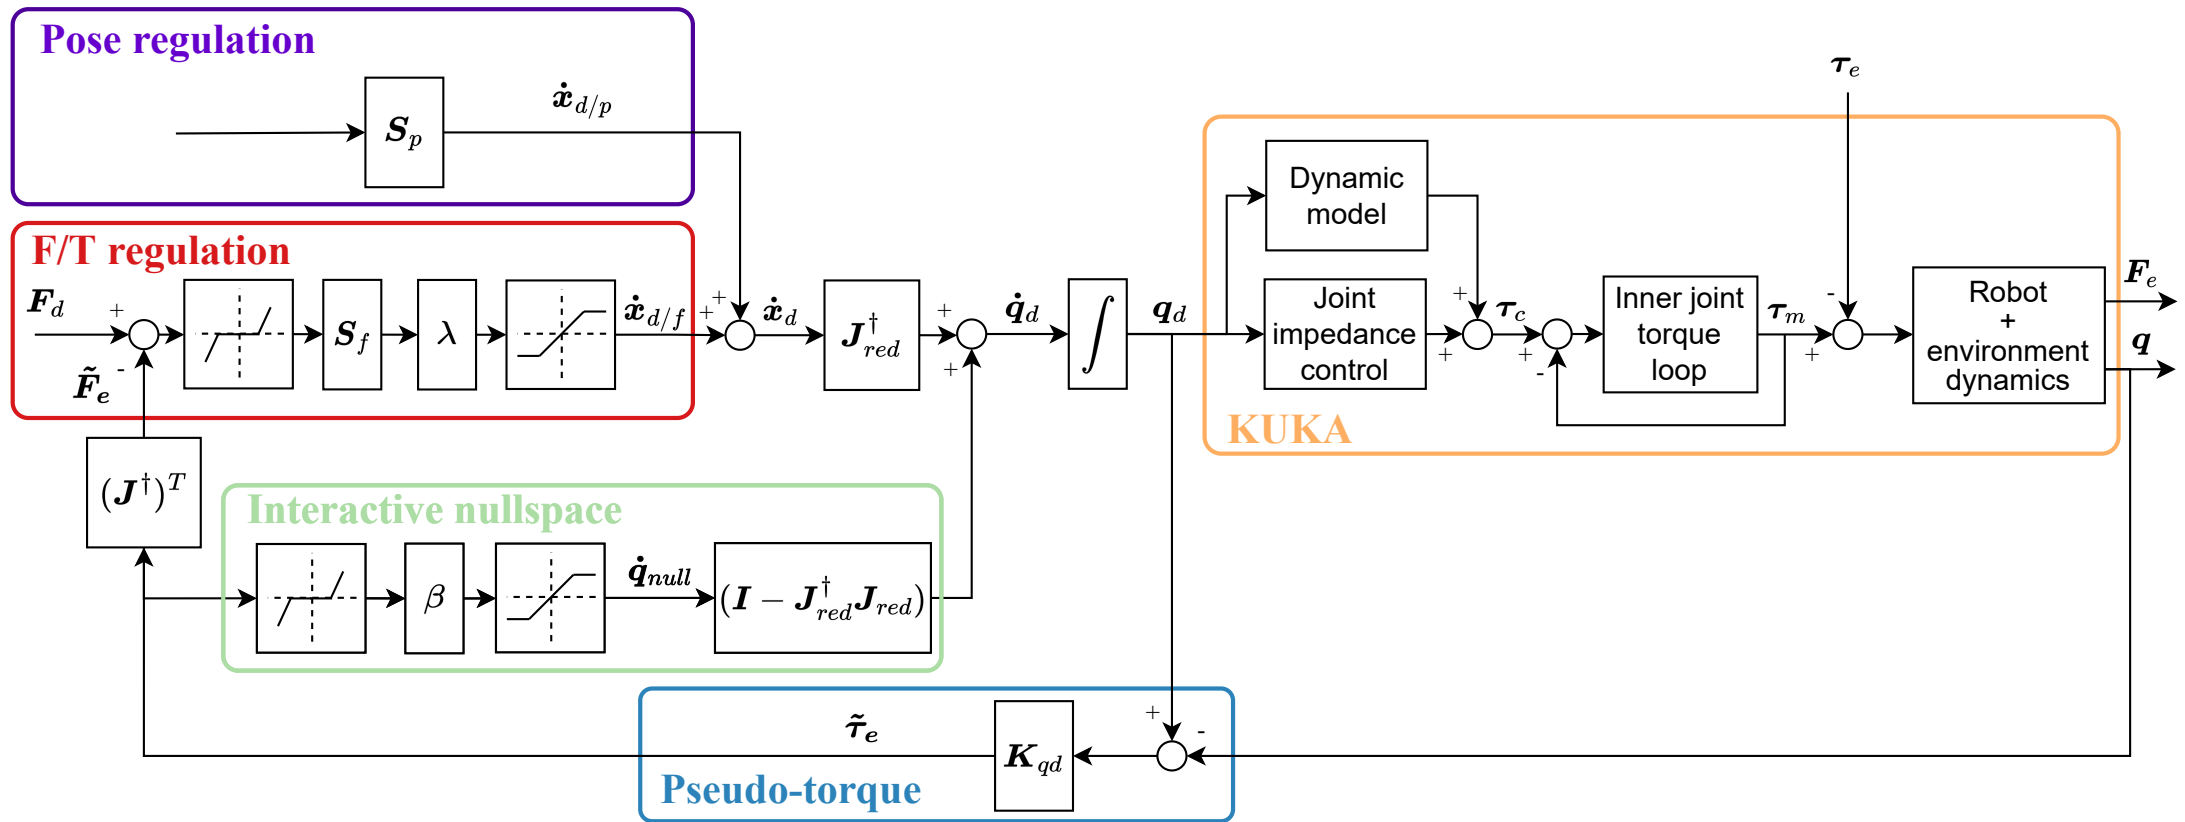 Pose regulation
S_p
ẋ_{d/p}
τ_e
F/T regulation
F_d
+
-
F̃_e
S_f
λ
ẋ_{d/f}
+
+
ẋ_d
J^†_{red}
+
+
q̇_d
∫
q_d
Dynamic
model
Joint
impedance
control
+
+
τ_c
+
-
Inner joint
torque
loop
τ_m
+
-
Robot
+
environment
dynamics
F_e
q
KUKA
(J^†)^T
Interactive nullspace
β
q̇_{null}
(I − J^†_{red} J_{red})
τ̃_e
K_{qd}
+
-
Pseudo-torque